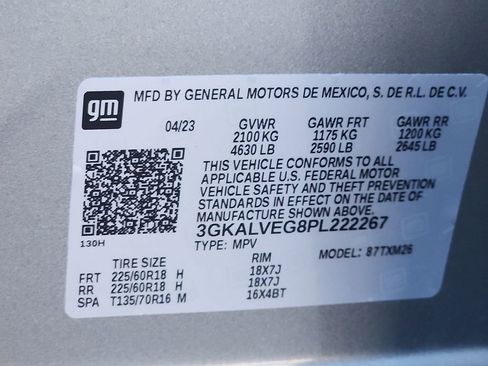 gm
MFD BY GENERAL MOTORS DE MEXICO, S. DE R.L. DE C.V.
04/23 GVWR GAWR FRT GAWR RR
2100 KG 1175 KG 1200 KG
4630 LB 2590 LB 2645 LB
THIS VEHICLE CONFORMS TO ALL
APPLICABLE U.S. FEDERAL MOTOR
VEHICLE SAFETY AND THEFT PREVENTION
STANDARDS IN EFFECT ON THE DATE OF
MANUFACTURE SHOWN ABOVE.
3GKALVEG8PL222267
130H
TYPE: MPV MODEL: 87TXM26
TIRE SIZE RIM
FRT 225/60R18 H 18X7J
RR 225/60R18 H 18X7J
SPA T135/70R16 M 16X4BT